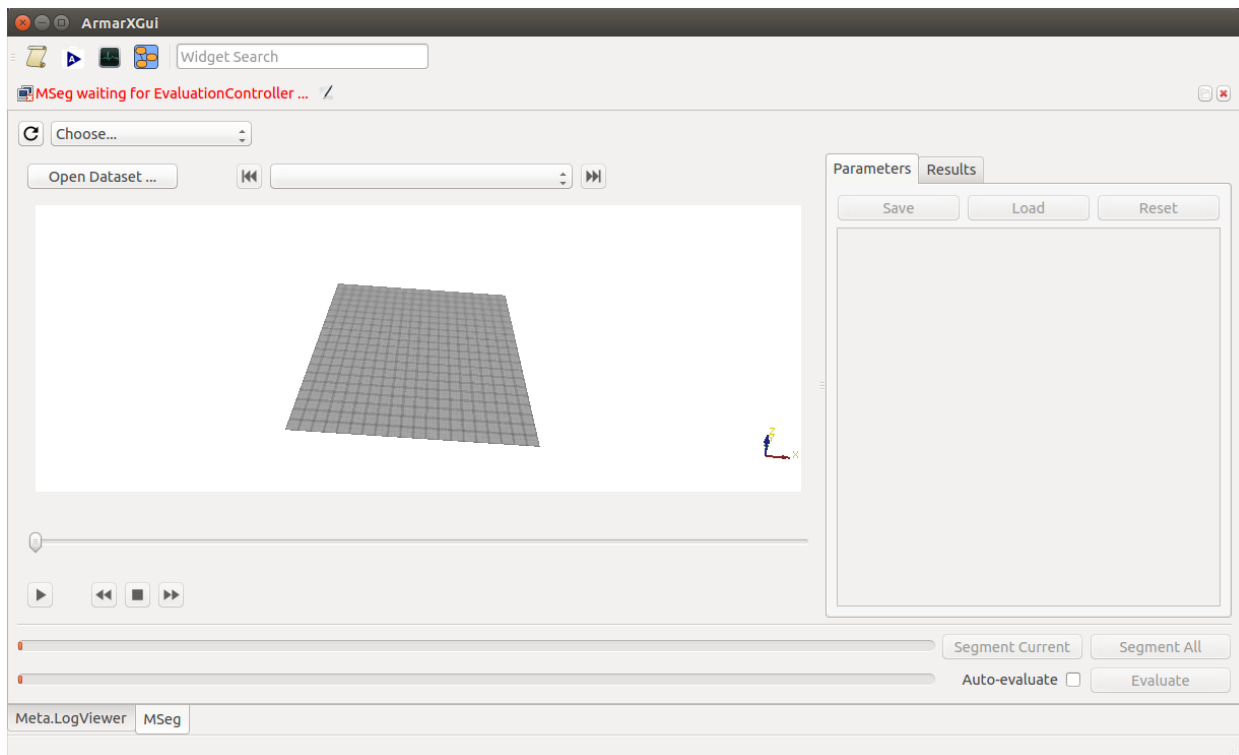 ArmarXGui
Widget Search
MSeg waiting for EvaluationController ...
Choose...
Open Dataset ...
Parameters Results
Save Load Reset
Z
X
Segment Current Segment All
Auto-evaluate Evaluate
Meta.LogViewer MSeg